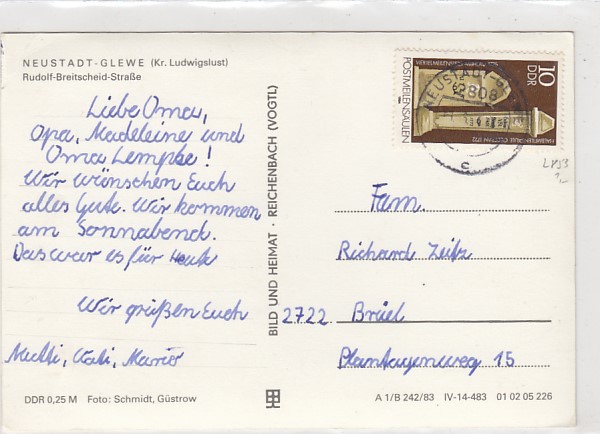 NEUSTADT-GLEWE (Kr. Ludwigslust)
Rudolf-Breitscheid-Straße
Liebe Oma,
Opa, Madeleine und
Oma Lempke!
Wir wünschen Euch
alles Gute. Wir kommen
am Sonnabend.
Das war es für Heute
Wir grüßen Euch
Mutti, Kati, Mario
DDR 0,25 M Foto: Schmidt, Güstrow
BILD UND HEIMAT · REICHENBACH (VOGTL)
10
DDR
POSTMEILENSÄULEN
2808
c
Fam.
Richard Zeitz
2722 Brüel
Plantagenweg 15
A 1/B 242/83 IV-14-483 01 02 05 226